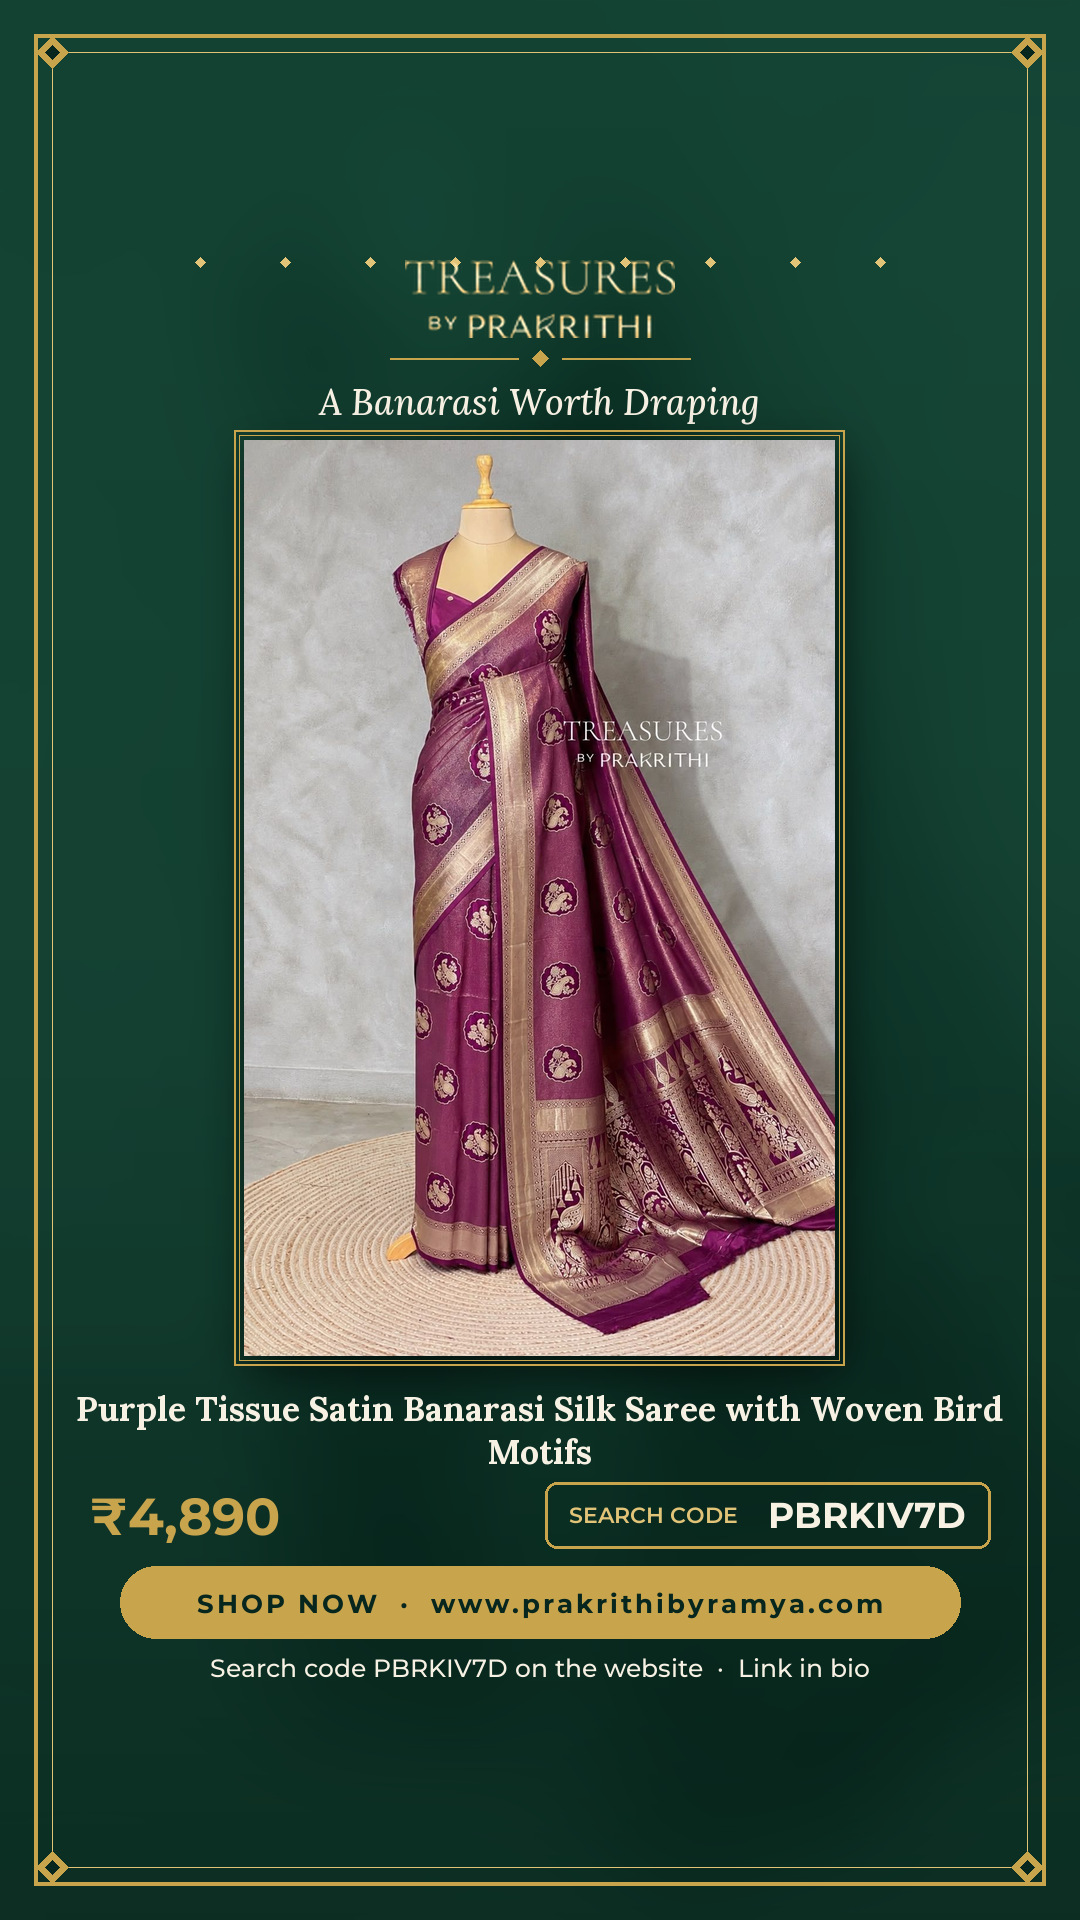 TREASURES
BY PRAKRITHI
A Banarasi Worth Draping
TREASURES
BY PRAKRITHI
Purple Tissue Satin Banarasi Silk Saree with Woven Bird
Motifs
₹4,890
SEARCH CODE PBRKIV7D
SHOP NOW · www.prakrithibyramya.com
Search code PBRKIV7D on the website · Link in bio